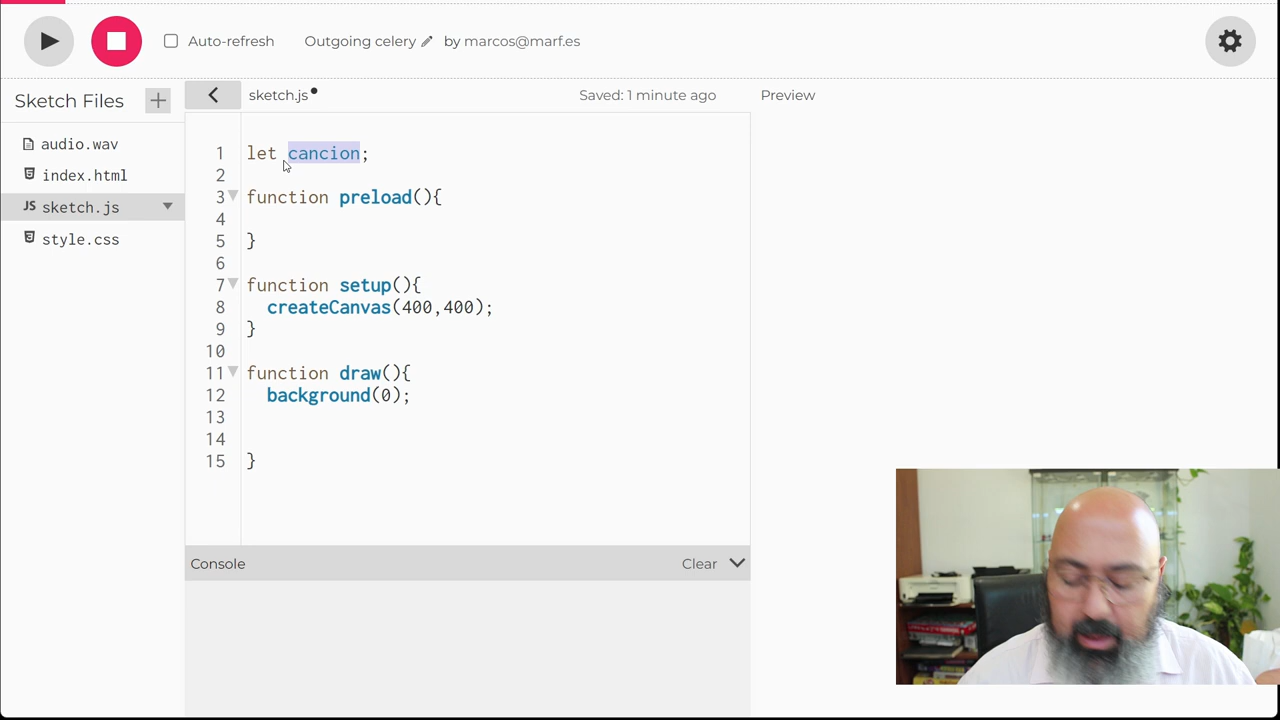 Auto-refresh
Outgoing celery
by marcos@marf.es
Sketch Files
sketch.js
Saved: 1 minute ago
Preview
audio.wav
index.html
JS sketch.js
style.css
1 let cancion;
2
3 function preload(){
4
5 }
6
7 function setup(){
8 createCanvas(400,400);
9 }
10
11 function draw(){
12 background(0);
13
14
15 }
Console
Clear